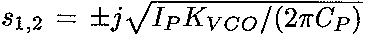 $s_{1,2} = \pm j\sqrt{I_P K_{VCO}/(2\pi C_P)}$